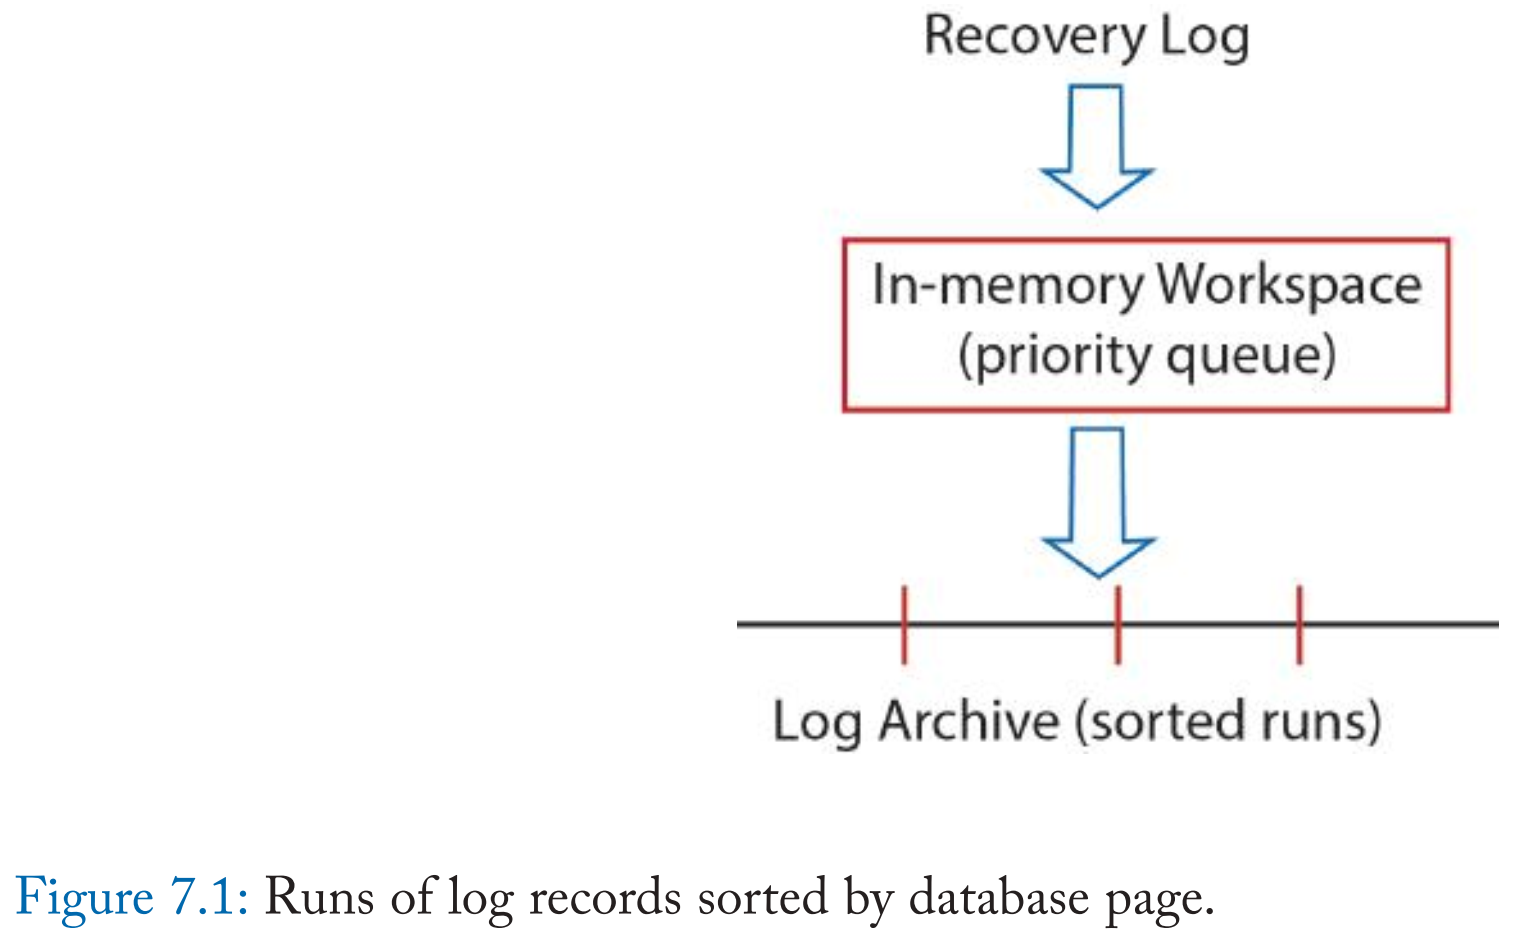 Recovery Log
In-memory Workspace
(priority queue)
Log Archive (sorted runs)
Figure 7.1: Runs of log records sorted by database page.